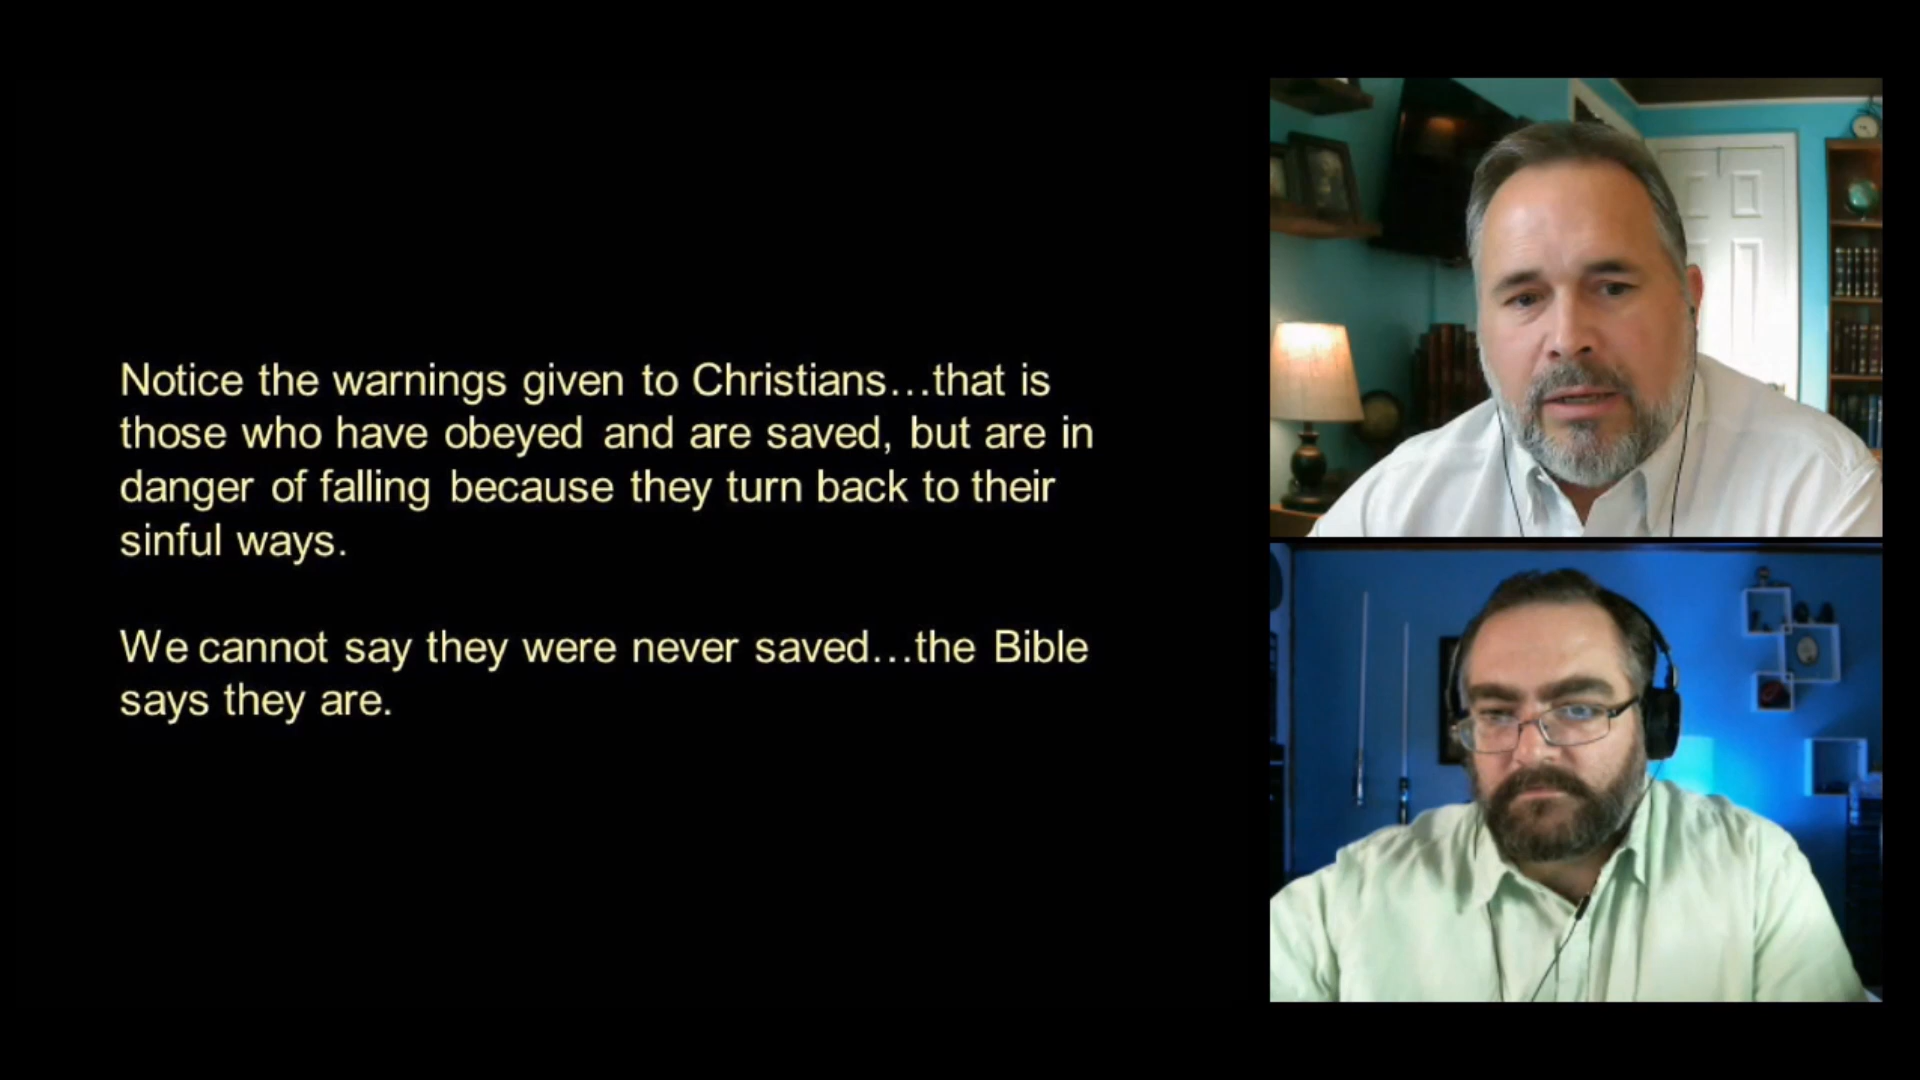 Notice the warnings given to Christians…that is
those who have obeyed and are saved, but are in
danger of falling because they turn back to their
sinful ways.
We cannot say they were never saved…the Bible
says they are.